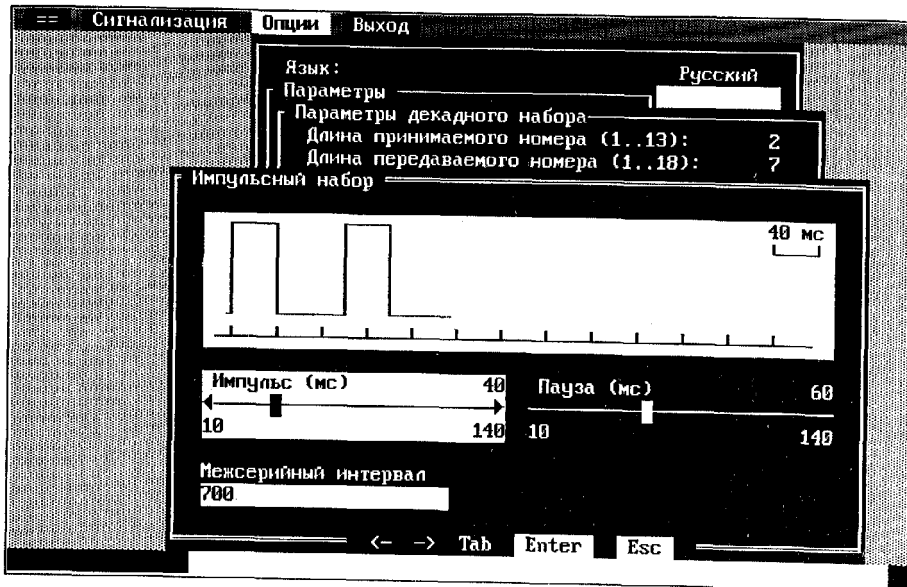 == Сигнализация Опции Выход
Язык: Русский
Параметры
Параметры декадного набора
Длина принимаемого номера (1..13): 2
Длина передаваемого номера (1..18): 7
Импульсный набор
40 мс
Импульс (мс) 40
10 140
Пауза (мс) 60
10 140
Межсерийный интервал
700
<– –> Tab Enter Esc